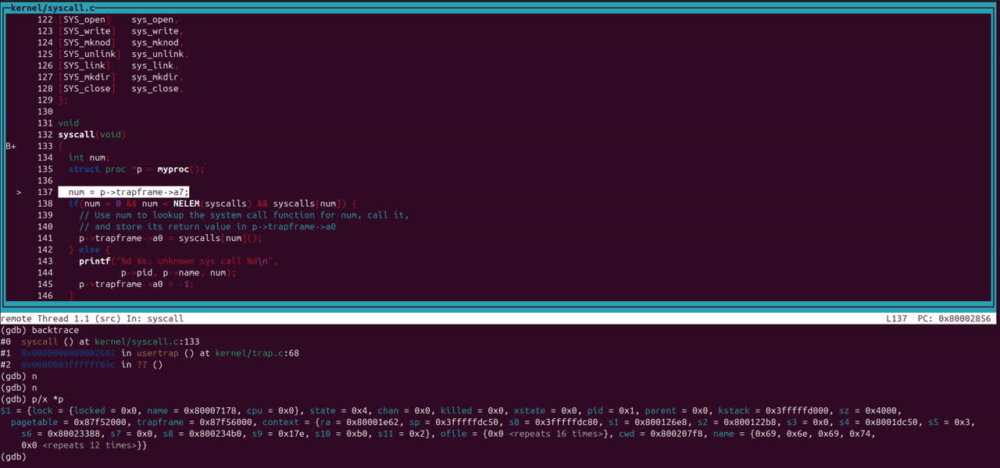 kernel/syscall.c
122 [SYS_open]    sys_open,
123 [SYS_write]   sys_write,
124 [SYS_mknod]   sys_mknod,
125 [SYS_unlink]  sys_unlink,
126 [SYS_link]    sys_link,
127 [SYS_mkdir]   sys_mkdir,
128 [SYS_close]   sys_close,
129 };
130
131 void
132 syscall(void)
B+ 133 {
134   int num;
135   struct proc *p = myproc();
136
> 137   num = p->trapframe->a7;
138   if(num > 0 && num < NELEM(syscalls) && syscalls[num]) {
139     // Use num to lookup the system call function for num, call it,
140     // and store its return value in p->trapframe->a0
141     p->trapframe->a0 = syscalls[num]();
142   } else {
143     printf("%d %s: unknown sys call %d\n",
144             p->pid, p->name, num);
145     p->trapframe->a0 = -1;
146   }
remote Thread 1.1 (src) In: syscall L137 PC: 0x80002856
(gdb) backtrace
#0  syscall () at kernel/syscall.c:133
#1  0x0000000080002602 in usertrap () at kernel/trap.c:68
#2  0x0000003ffffff09c in ?? ()
(gdb) n
(gdb) n
(gdb) p/x *p
$1 = {lock = {locked = 0x0, name = 0x80007178, cpu = 0x0}, state = 0x4, chan = 0x0, killed = 0x0, xstate = 0x0, pid = 0x1, parent = 0x0, kstack = 0x3fffffd000, sz = 0x4000,
pagetable = 0x87f52000, trapframe = 0x87f56000, context = {ra = 0x80001e62, sp = 0x3fffffdc50, s0 = 0x3fffffdc80, s1 = 0x800126e8, s2 = 0x800122b8, s3 = 0x0, s4 = 0x8001dc50, s5 = 0x3,
s6 = 0x80023388, s7 = 0x0, s8 = 0x800234b0, s9 = 0x17e, s10 = 0xb0, s11 = 0x2}, ofile = {0x0 <repeats 16 times>}, cwd = 0x800207f8, name = {0x69, 0x6e, 0x69, 0x74,
0x0 <repeats 12 times>}}
(gdb)